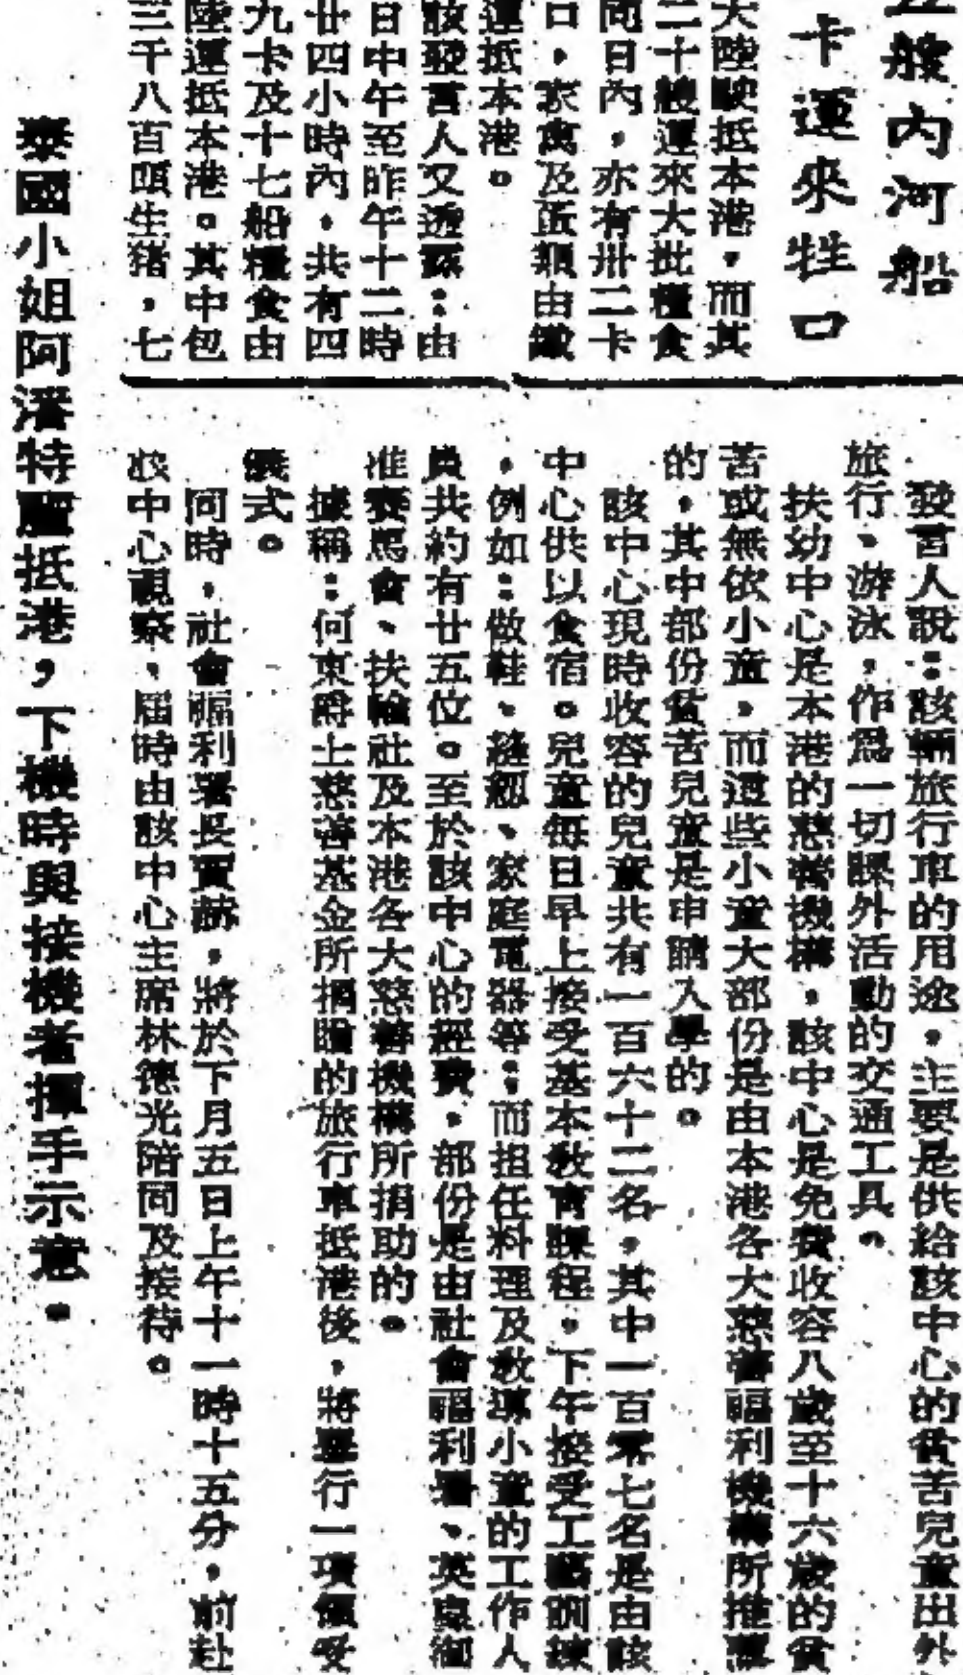 般內河船
卡運來牲口
大陸駛抵本港,而其
二十艘運來大批糧食
同日內,亦有卅二卡
口,家禽及蛋類由鐵
運抵本港。
該發言人又透露:由
日中午至昨午十二時
廿四小時內,共有四
九卡及十七船糧食由
陸運抵本港。其中包
三千八百頭生猪,七
發言人說:該輛旅行車的用途,主要是供給該中心的貧苦兒童出外
旅行、游泳,作爲一切課外活動的交通工具。
扶幼中心是本港的慈善機構,該中心是免費收容八歲至十六歲的貧
苦或無依小童,而這些小童大部份是由本港各大慈善福利機構所推薦
的,其中部份貧苦兒童是申請入學的。
該中心現時收容的兒童共有一百六十二名,其中一百零七名是由該
中心供以食宿。兒童每日早上接受基本敎育課程,下午接受工藝訓練
,例如:做鞋、縫紉、家庭電器等;而担任料理及敎導小童的工作人
員共約有廿五位。至於該中心的經費,部份是由社會福利署、英皇御
准賽馬會、扶輪社及本港各大慈善機構所捐助的。
據稱:何東爵士慈善基金所捐贈的旅行車抵港後,將舉行一項領受
儀式。
同時,社會福利署長賈赫,將於下月五日上午十一時十五分,前赴
該中心視察,屆時由該中心主席林德光陪同及接待。
泰國小姐阿潘特麗抵港,下機時與接機者揮手示意。